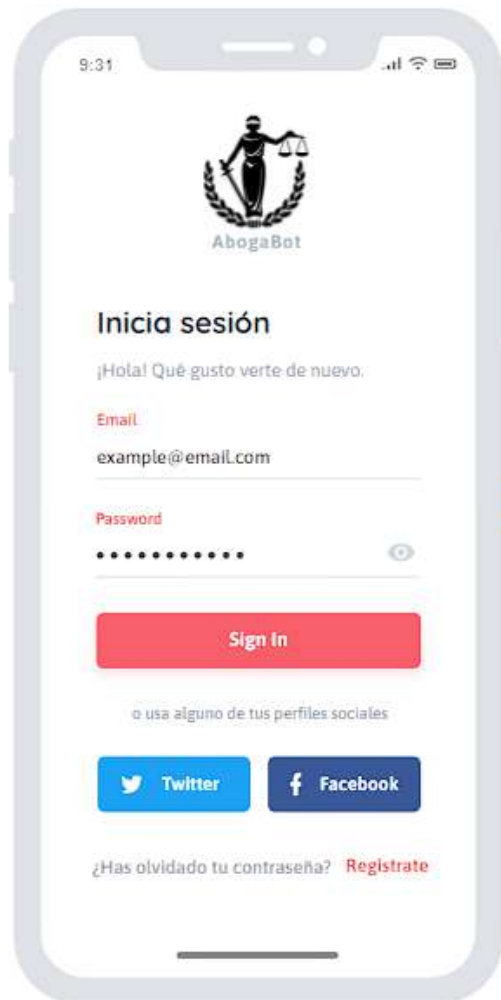 9:31
AbogaBot
Inicia sesión
¡Hola! Qué gusto verte de nuevo.
Email
example@email.com
Password
Sign In
o usa alguno de tus perfiles sociales
Twitter
Facebook
¿Has olvidado tu contraseña? Registrate